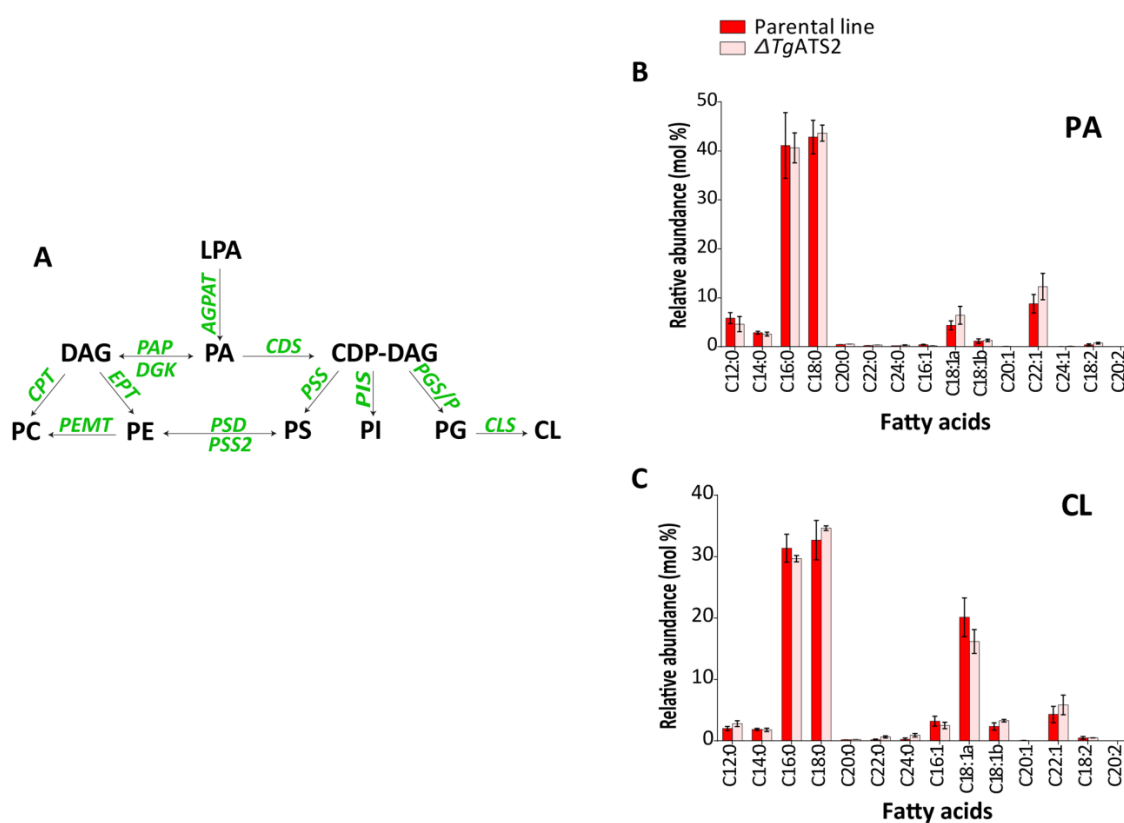 Parental line
ΔTgATS2
A
LPA
AGPAT
DAG
PAP
DGK
PA
CDS
CDP-DAG
CPT
EPT
PSS
PIS
PGS/P
PC
PEMT
PE
PSD
PSS2
PS
PI
PG
CLS
CL
B
PA
Relative abundance (mol %)
50
40
30
20
10
0
C12:0
C14:0
C16:0
C18:0
C20:0
C22:0
C24:0
C16:1
C18:1a
C18:1b
C20:1
C22:1
C24:1
C18:2
C20:2
Fatty acids
C
CL
Relative abundance (mol %)
40
30
20
10
0
C12:0
C14:0
C16:0
C18:0
C20:0
C22:0
C24:0
C16:1
C18:1a
C18:1b
C20:1
C22:1
C18:2
C20:2
Fatty acids